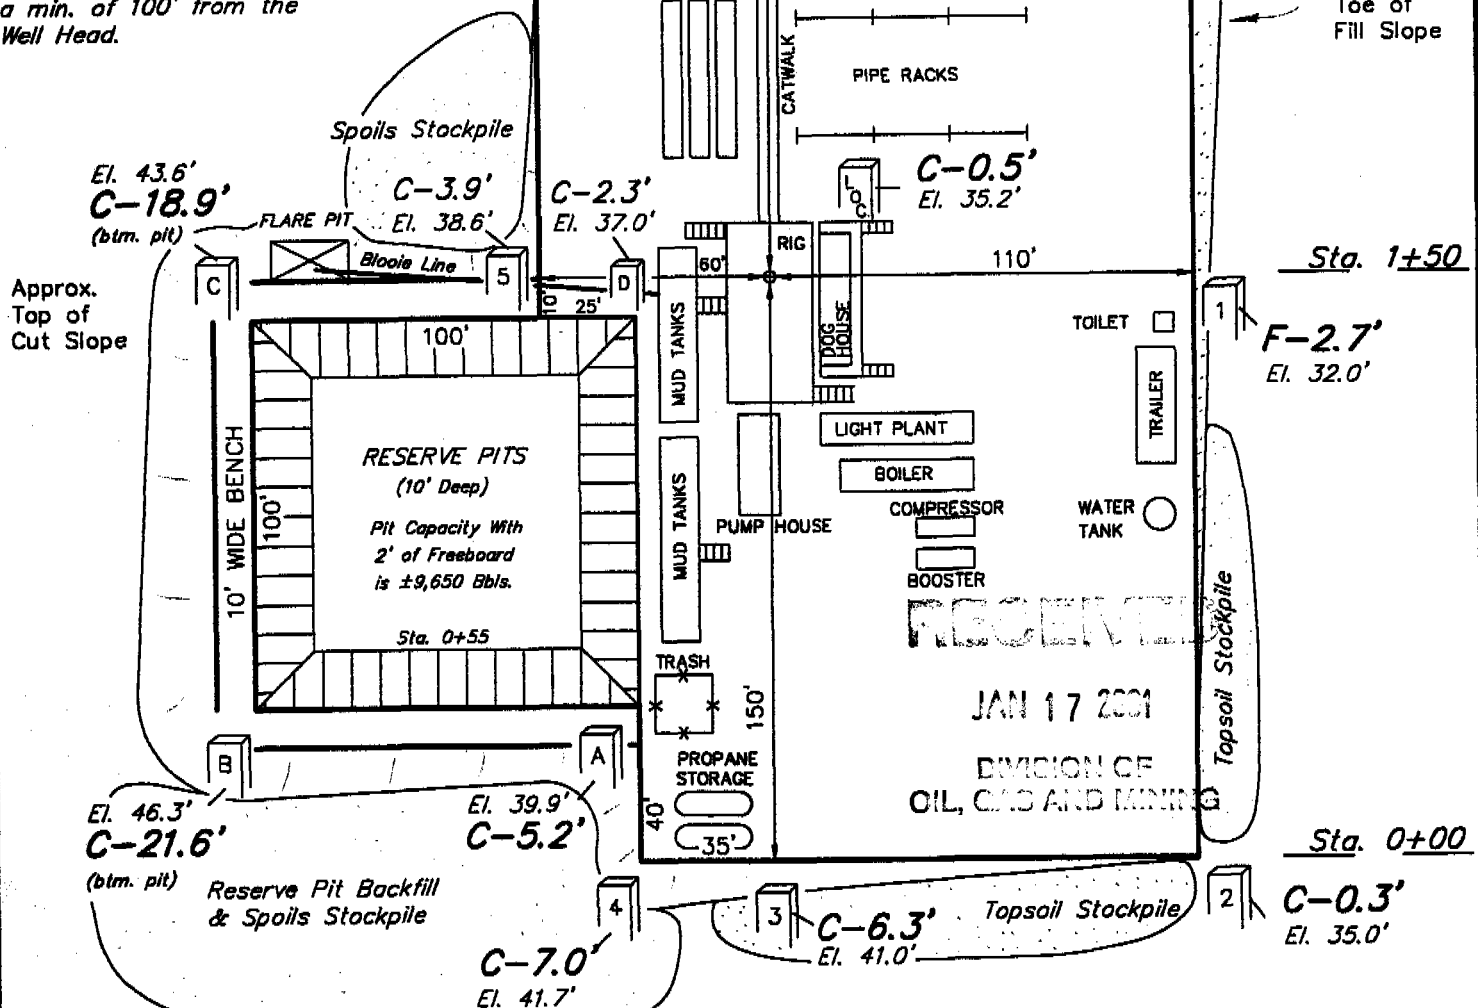 a min. of 100' from the
Well Head.
Toe of
Fill Slope
CATWALK
PIPE RACKS
Spoils Stockpile
El. 43.6'
C-18.9'
(btm. pit)
FLARE PIT
C-3.9'
El. 38.6'
C-2.3'
El. 37.0'
L
O
C.
C-0.5'
El. 35.2'
Approx.
Top of
Cut Slope
C
Blooie Line
5
D
10'
25'
60'
RIG
110'
Sta. 1+50
1
F-2.7'
El. 32.0'
TOILET
TRAILER
100'
MUD TANKS
DOG
HOUSE
LIGHT PLANT
BOILER
COMPRESSOR
BOOSTER
WATER
TANK
10' WIDE BENCH
100'
RESERVE PITS
(10' Deep)
Pit Capacity With
2' of Freeboard
is ±9,650 Bbls.
Sta. 0+55
MUD TANKS
PUMP HOUSE
RECEIVED
JAN 17 2001
DIVISION OF
OIL, GAS AND MINING
Topsoil Stockpile
TRASH
150'
PROPANE
STORAGE
40'
35'
B
A
El. 46.3'
C-21.6'
(btm. pit)
El. 39.9'
C-5.2'
Reserve Pit Backfill
& Spoils Stockpile
4
C-7.0'
El. 41.7'
3
C-6.3'
El. 41.0'
Topsoil Stockpile
Sta. 0+00
2
C-0.3'
El. 35.0'